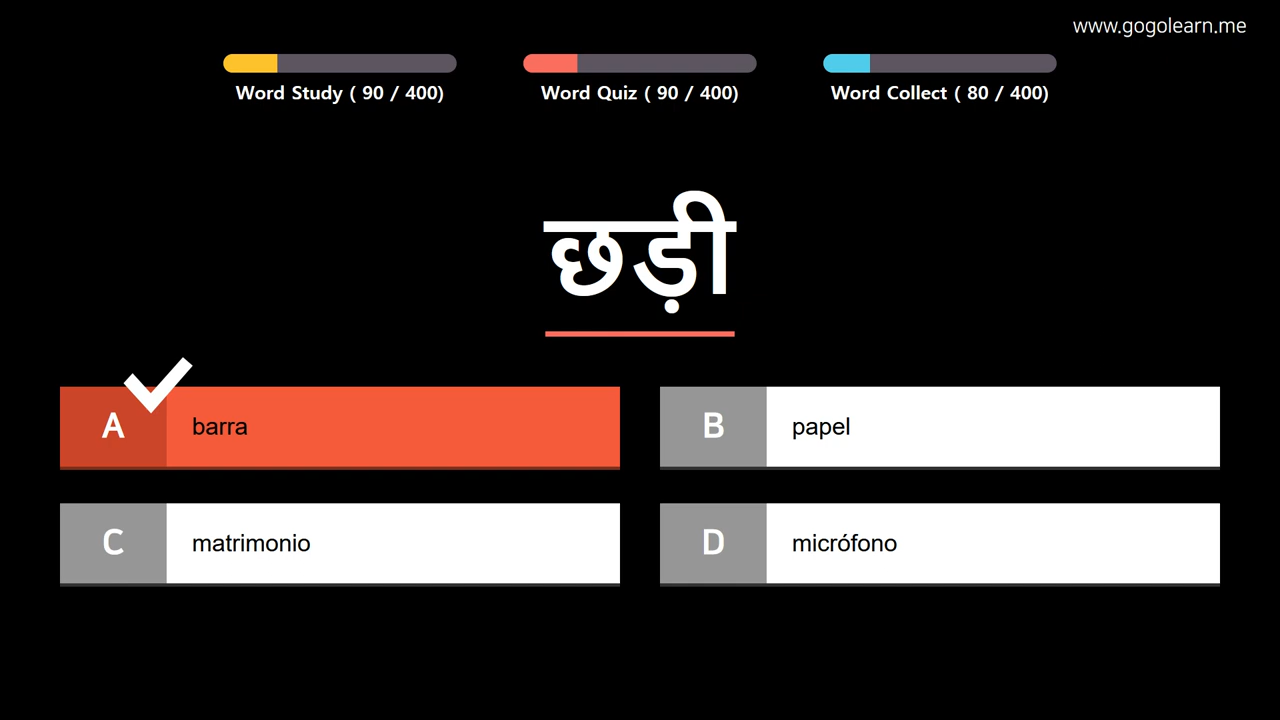 www.gogolearn.me
Word Study ( 90 / 400)
Word Quiz ( 90 / 400)
Word Collect ( 80 / 400)
छड़ी
A barra
B papel
C matrimonio
D micrófono